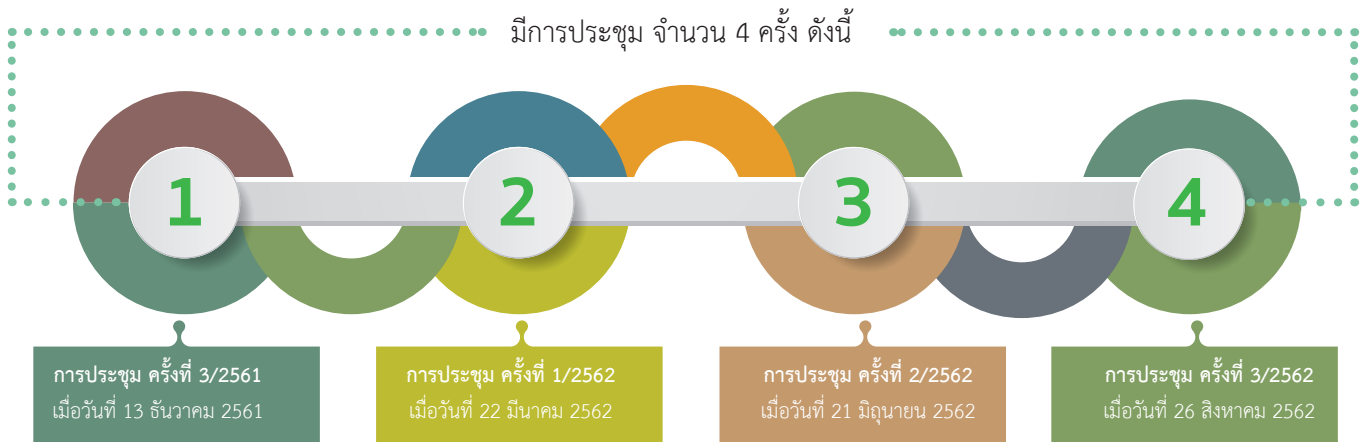 มีการประชุม จำนวน 4 ครั้ง ดังนี้
1
2
3
4
การประชุม ครั้งที่ 3/2561
เมื่อวันที่ 13 ธันวาคม 2561
การประชุม ครั้งที่ 1/2562
เมื่อวันที่ 22 มีนาคม 2562
การประชุม ครั้งที่ 2/2562
เมื่อวันที่ 21 มิถุนายน 2562
การประชุม ครั้งที่ 3/2562
เมื่อวันที่ 26 สิงหาคม 2562